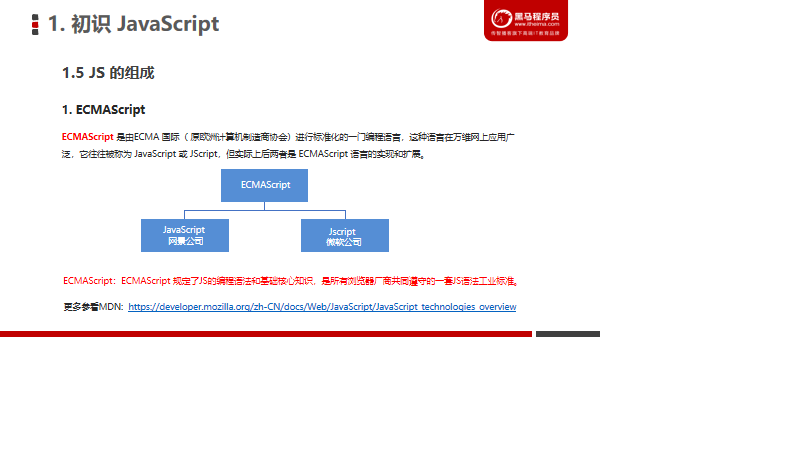 1. 初识 JavaScript
黑马程序员
www.itheima.com
传智播客旗下高端IT教育品牌
1.5 JS 的组成
1. ECMAScript
ECMAScript 是由ECMA 国际（ 原欧洲计算机制造商协会）进行标准化的一门编程语言，这种语言在万维网上应用广
泛，它往往被称为 JavaScript 或 JScript，但实际上后两者是 ECMAScript 语言的实现和扩展。
ECMAScript
JavaScript
网景公司
Jscript
微软公司
ECMAScript：ECMAScript 规定了JS的编程语法和基础核心知识，是所有浏览器厂商共同遵守的一套JS语法工业标准。
更多参看MDN: https://developer.mozilla.org/zh-CN/docs/Web/JavaScript/JavaScript_technologies_overview